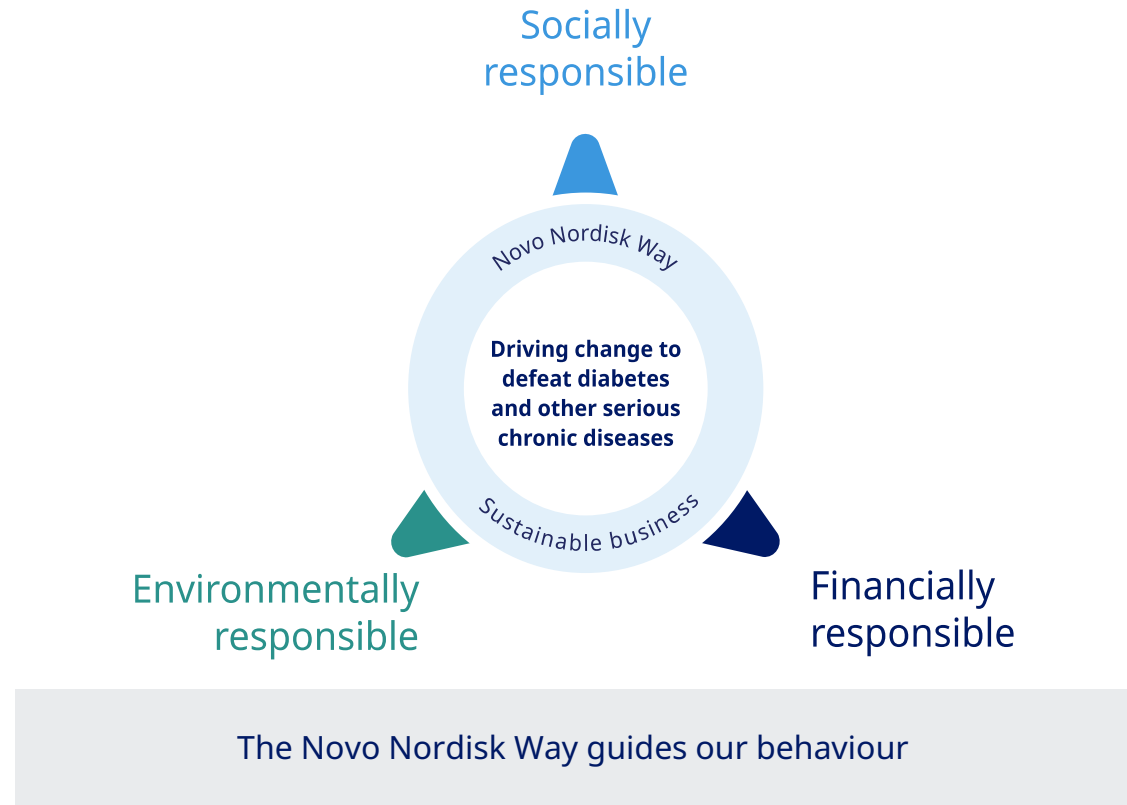 Socially
responsible
Novo Nordisk Way
Driving change to
defeat diabetes
and other serious
chronic diseases
Sustainable business
Environmentally
responsible
Financially
responsible
The Novo Nordisk Way guides our behaviour